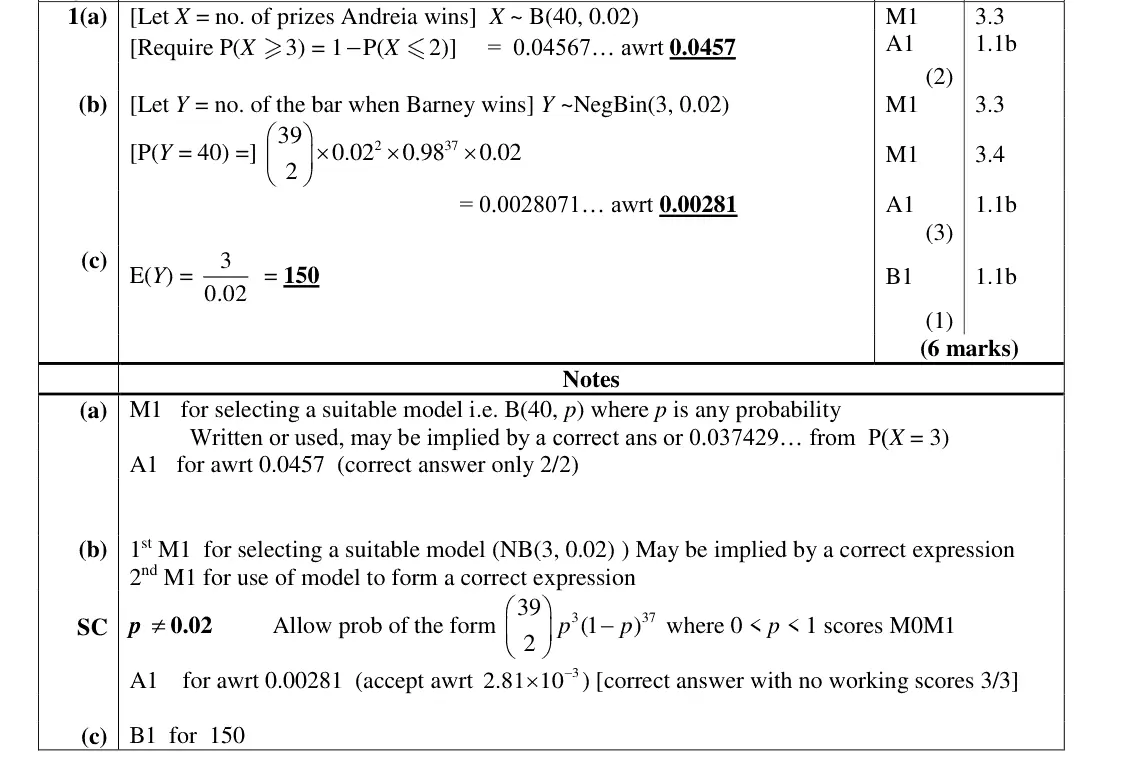 1(a) [Let X = no. of prizes Andreia wins] X ~ B(40, 0.02) M1 3.3
[Require P(X ⩾ 3) = 1 − P(X ⩽ 2)] = 0.04567… awrt 0.0457 A1 1.1b
(2)
(b) [Let Y = no. of the bar when Barney wins] Y ~NegBin(3, 0.02) M1 3.3
[P(Y = 40) =] (39 2) × 0.02² × 0.98³⁷ × 0.02 M1 3.4
= 0.0028071… awrt 0.00281 A1 1.1b
(3)
(c) E(Y) = 3/0.02 = 150 B1 1.1b
(1)
(6 marks)
Notes
(a) M1 for selecting a suitable model i.e. B(40, p) where p is any probability
Written or used, may be implied by a correct ans or 0.037429… from P(X = 3)
A1 for awrt 0.0457 (correct answer only 2/2)
(b) 1st M1 for selecting a suitable model (NB(3, 0.02) ) May be implied by a correct expression
2nd M1 for use of model to form a correct expression
SC p ≠ 0.02 Allow prob of the form (39 2) p³(1 − p)³⁷ where 0 < p < 1 scores M0M1
A1 for awrt 0.00281 (accept awrt 2.81×10⁻³) [correct answer with no working scores 3/3]
(c) B1 for 150